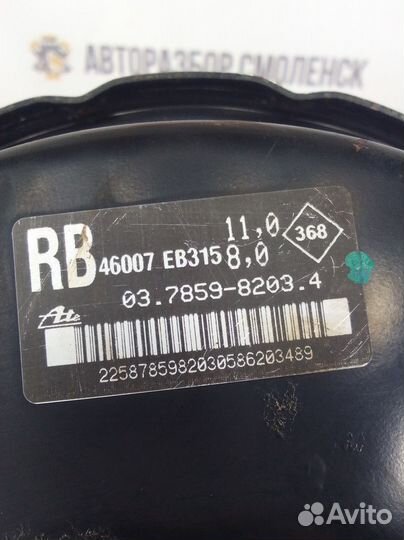 АВТОРАЗБОР СМОЛЕНСК
RB 46007 EB315 11,0 8,0 368
03.7859-8203.4
Ate
2258785982030586203489
Avito